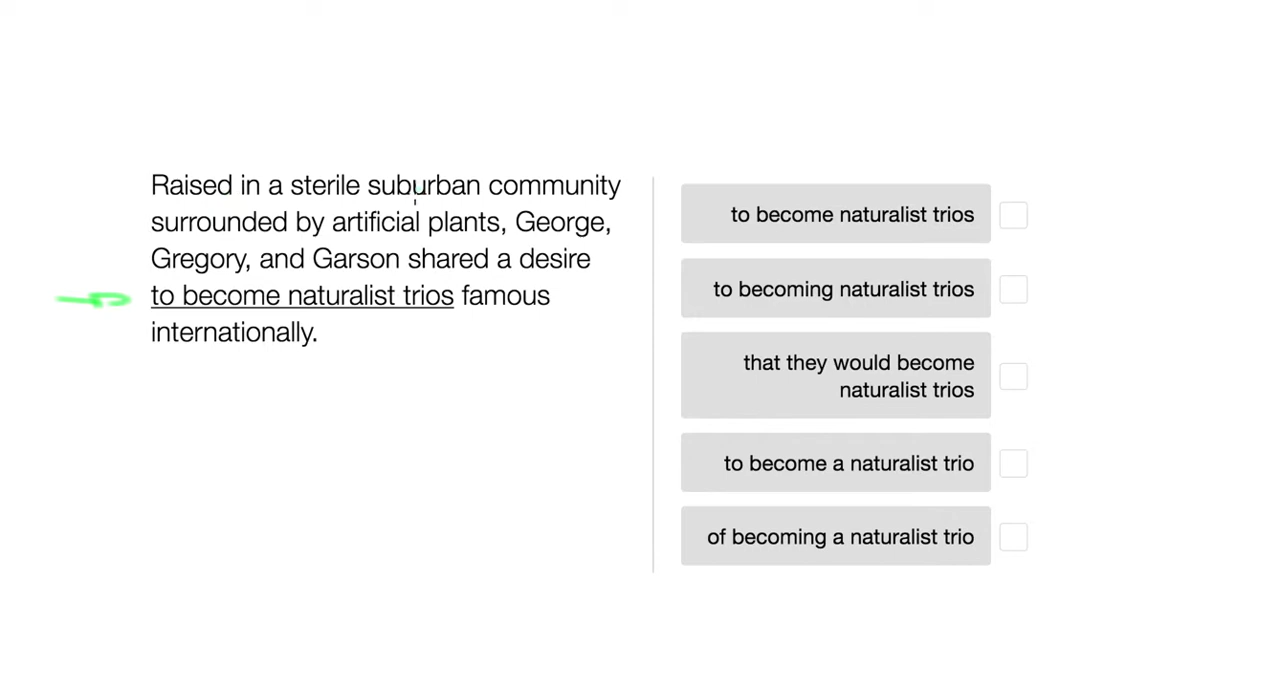 Raised in a sterile suburban community
surrounded by artificial plants, George,
Gregory, and Garson shared a desire
to become naturalist trios famous
internally.
to become naturalist trios
to becoming naturalist trios
that they would become
naturalist trios
to become a naturalist trio
of becoming a naturalist trio